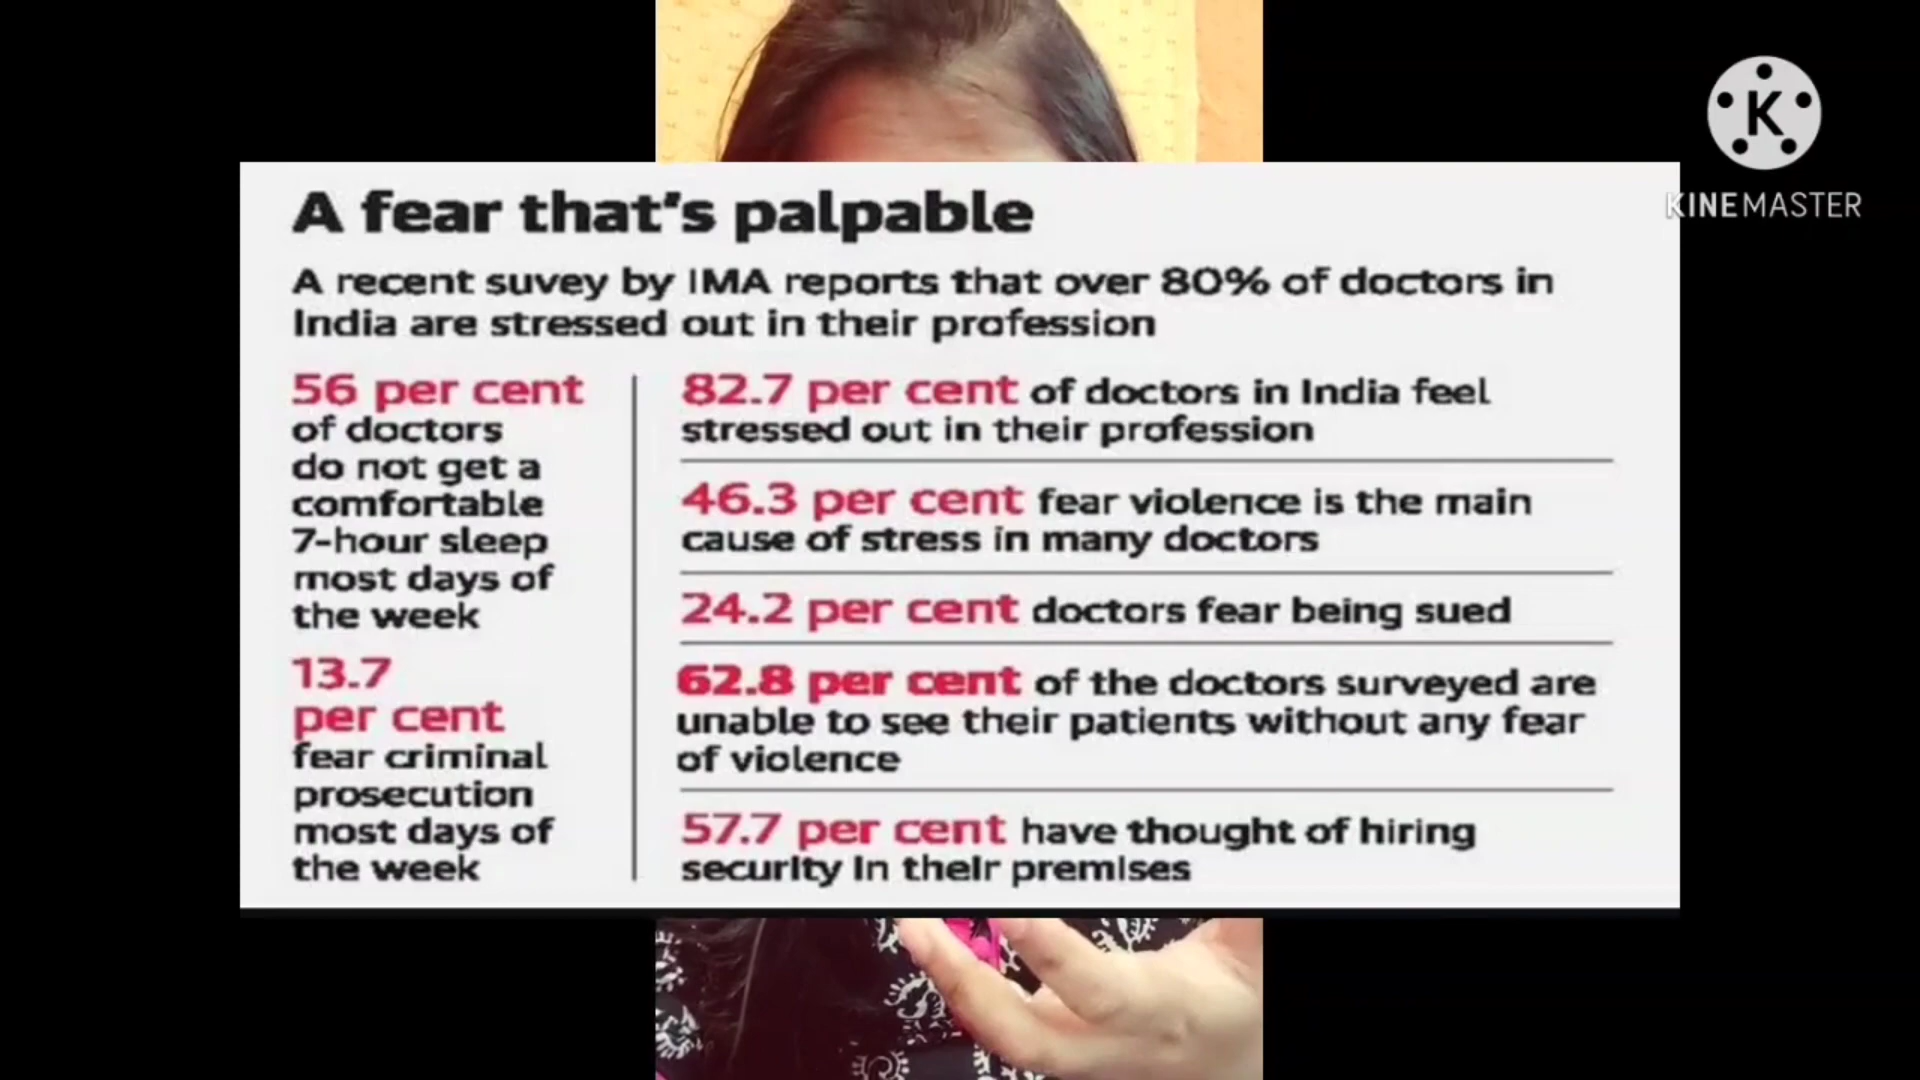 A fear that's palpable
A recent suvey by IMA reports that over 80% of doctors in
India are stressed out in their profession
56 per cent
of doctors
do not get a
comfortable
7-hour sleep
most days of
the week
13.7
per cent
fear criminal
prosecution
most days of
the week
82.7 per cent of doctors in India feel
stressed out in their profession
46.3 per cent fear violence is the main
cause of stress in many doctors
24.2 per cent doctors fear being sued
62.8 per cent of the doctors surveyed are
unable to see their patients without any fear
of violence
57.7 per cent have thought of hiring
security in their premises
K
KINEMASTER